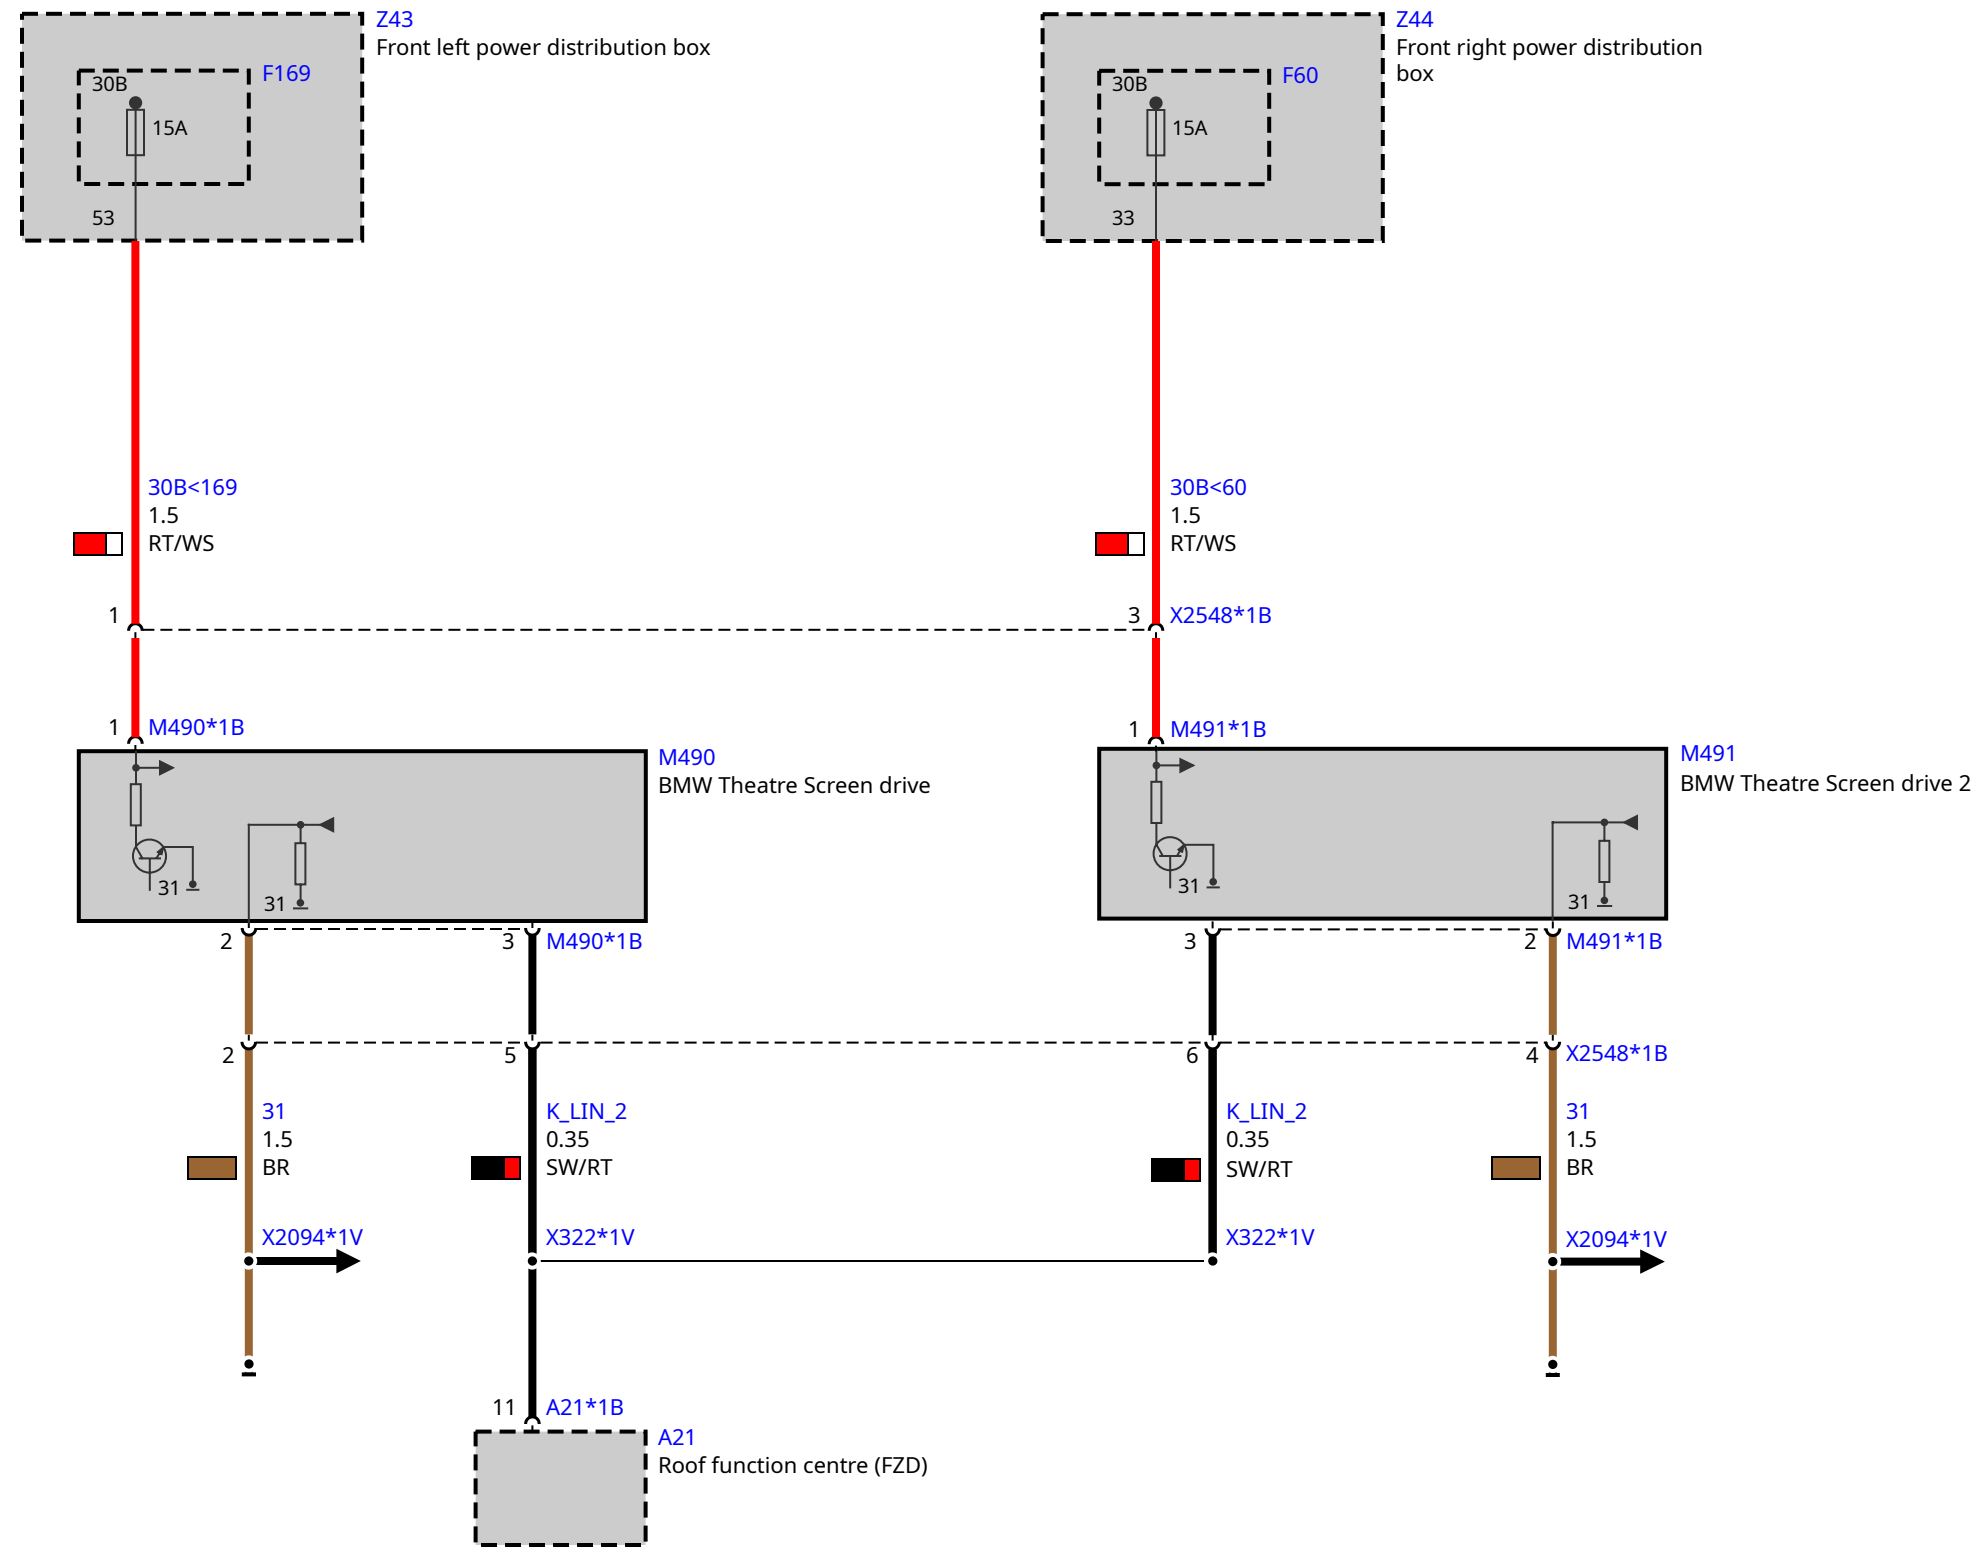 Z43
Front left power distribution box
F169
30B
15A
53
Z44
Front right power distribution
box
F60
30B
15A
33
30B<169
1.5
RT/WS
30B<60
1.5
RT/WS
1
3
X2548*1B
1
M490*1B
1
M491*1B
M490
BMW Theatre Screen drive
31
31
M491
BMW Theatre Screen drive 2
31
31
2
3
M490*1B
3
2
M491*1B
2
5
6
4
X2548*1B
31
1.5
BR
K_LIN_2
0.35
SW/RT
K_LIN_2
0.35
SW/RT
31
1.5
BR
X2094*1V
X322*1V
X322*1V
X2094*1V
11
A21*1B
A21
Roof function centre (FZD)